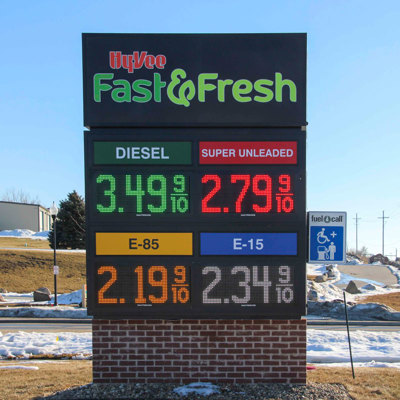 HyVee
Fast&Fresh
DIESEL SUPER UNLEADED
3.49 9/10 2.79 9/10
E-85 E-15
2.19 9/10 2.34 9/10
fuel call